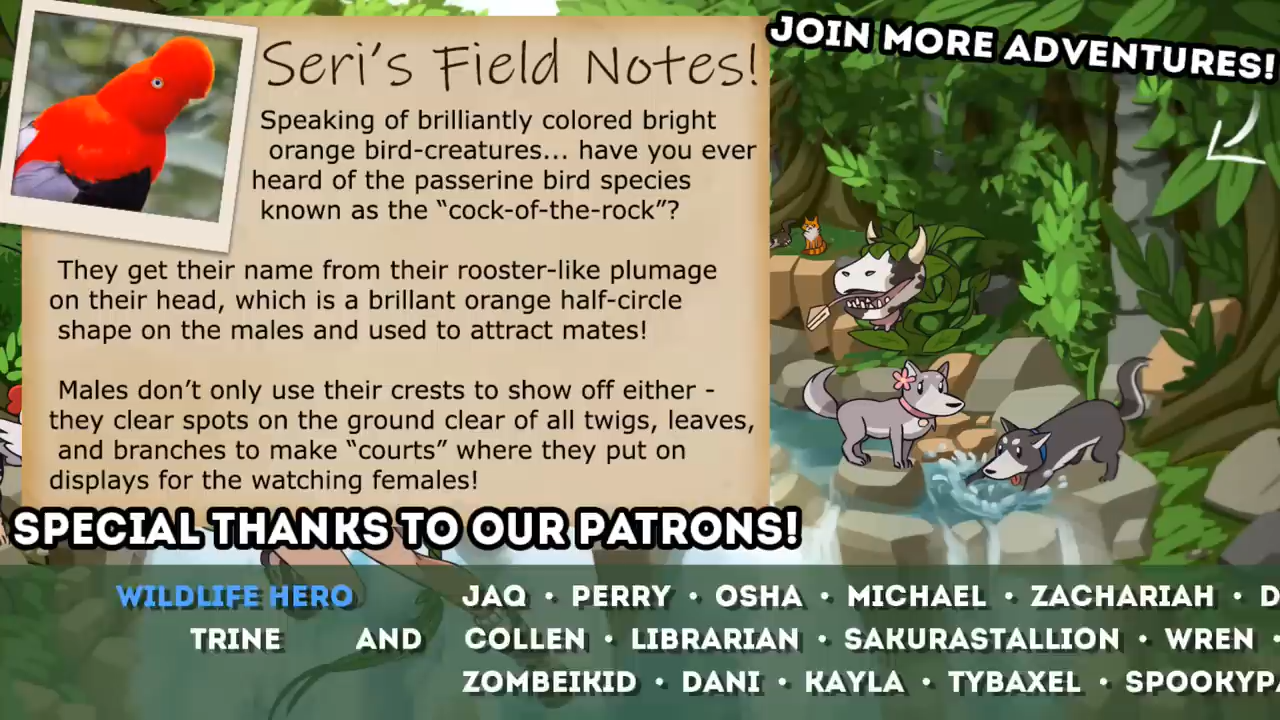 Seri's Field Notes!
Speaking of brilliantly colored bright
orange bird-creatures... have you ever
heard of the passerine bird species
known as the “cock-of-the-rock”?
They get their name from their rooster-like plumage
on their head, which is a brillant orange half-circle
shape on the males and used to attract mates!
Males don’t only use their crests to show off either -
they clear spots on the ground clear of all twigs, leaves,
and branches to make “courts” where they put on
displays for the watching females!
JOIN MORE ADVENTURES!
SPECIAL THANKS TO OUR PATRONS!
WILDLIFE HERO
TRINE AND
JAQ • PERRY • OSHA • MICHAEL • ZACHARIAH •
COLLEN • LIBRARIAN • SAKURASTALLION • WREN •
ZOMBEIKID • DANI • KAYLA • TYBAXEL • SPOOKYPA